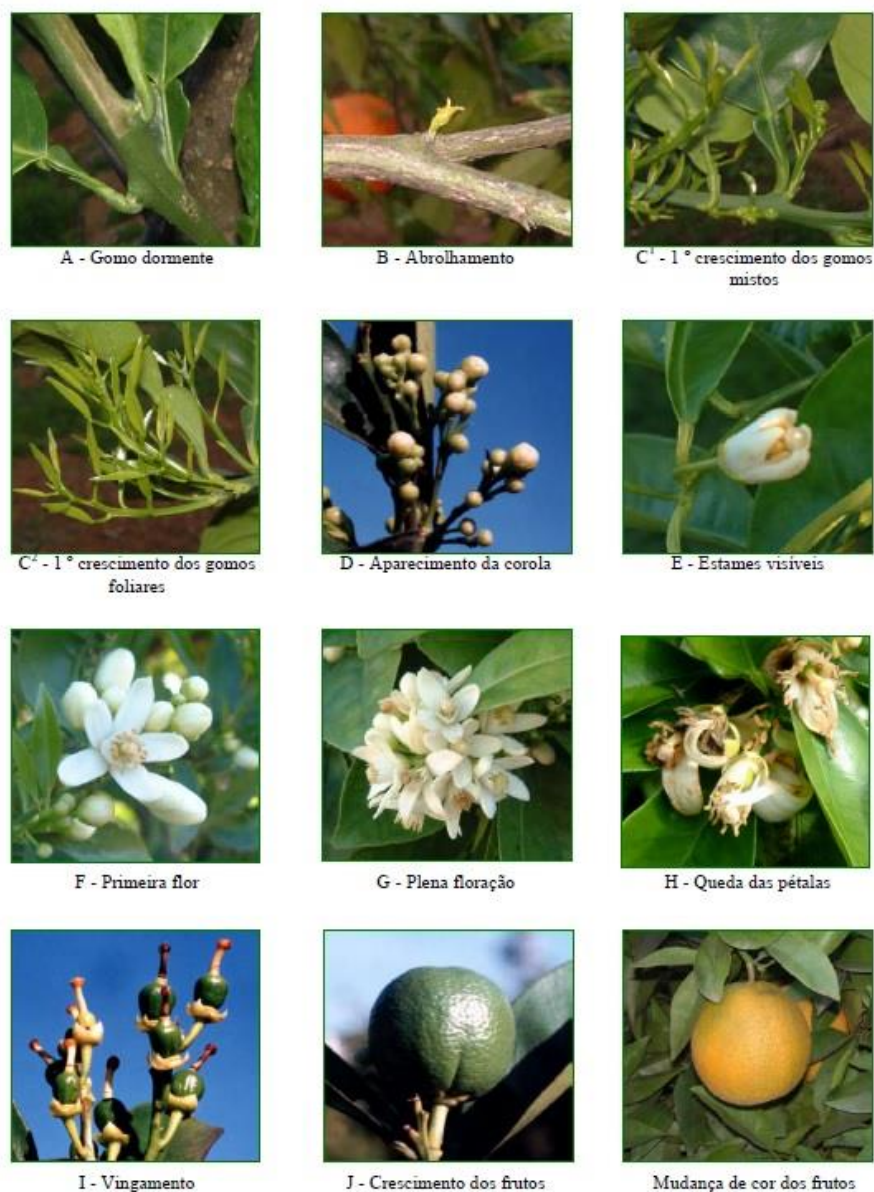 A - Gomo dormente
B - Abrolhamento
C¹ - 1 º crescimento dos gomos
mistos
C² - 1 º crescimento dos gomos
foliares
D - Aparecimento da corola
E - Estames visíveis
F - Primeira flor
G - Plena floração
H - Queda das pétalas
I - Vingamento
J - Crescimento dos frutos
Mudança de cor dos frutos